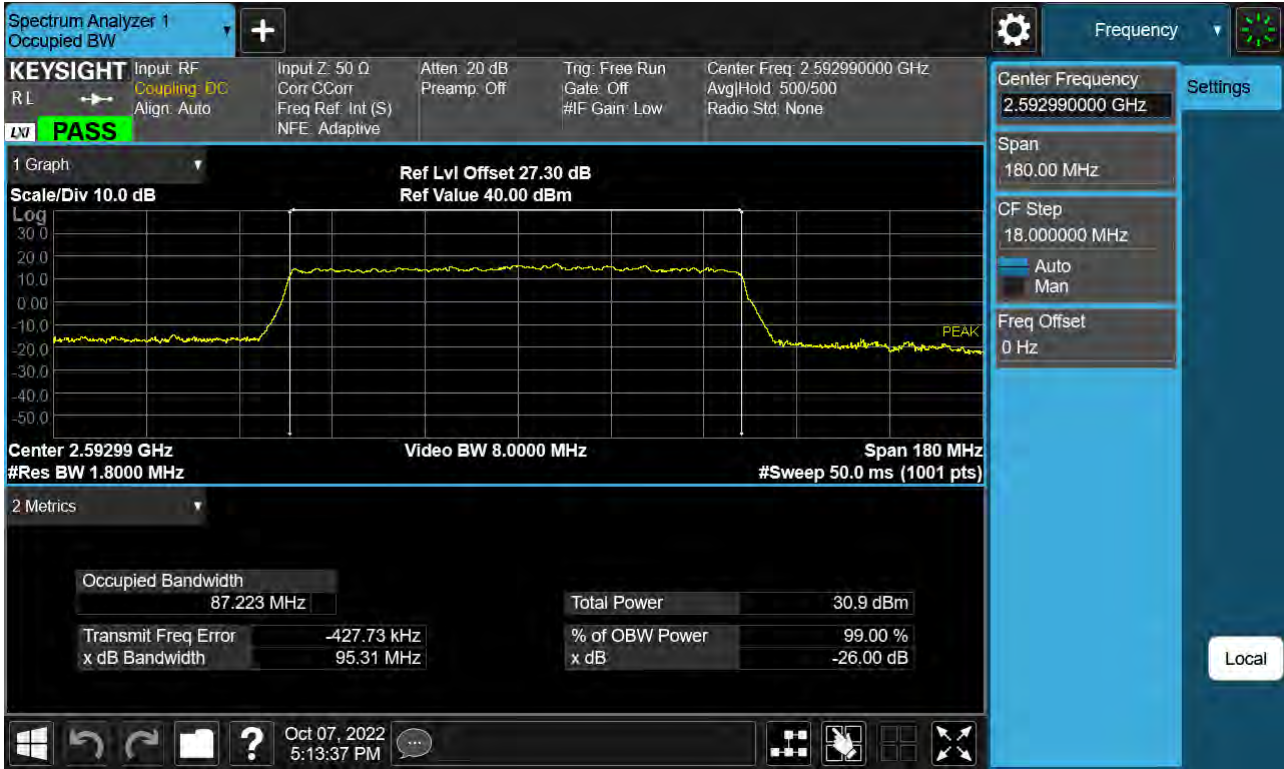 Spectrum Analyzer 1
Occupied BW
+
Frequency
KEYSIGHT
RL
LXI PASS
Input: RF
Coupling: DC
Align: Auto
Input Z: 50 Ω
Corr CCorr
Freq Ref: Int (S)
NFE: Adaptive
Atten: 20 dB
Preamp: Off
Trig: Free Run
Gate: Off
#IF Gain: Low
Center Freq: 2.592990000 GHz
Avg|Hold: 500/500
Radio Std: None
Center Frequency
2.592990000 GHz
Settings
Span
180.00 MHz
CF Step
18.000000 MHz
Auto
Man
Freq Offset
0 Hz
Local
1 Graph
Scale/Div 10.0 dB
Ref Lvl Offset 27.30 dB
Ref Value 40.00 dBm
Log
30.0
20.0
10.0
0.00
-10.0
-20.0
-30.0
-40.0
-50.0
PEAK
Center 2.59299 GHz
Video BW 8.0000 MHz
Span 180 MHz
#Res BW 1.8000 MHz
#Sweep 50.0 ms (1001 pts)
2 Metrics
Occupied Bandwidth
87.223 MHz
Total Power 30.9 dBm
Transmit Freq Error -427.73 kHz
% of OBW Power 99.00 %
x dB Bandwidth 95.31 MHz
x dB -26.00 dB
?
Oct 07, 2022
5:13:37 PM